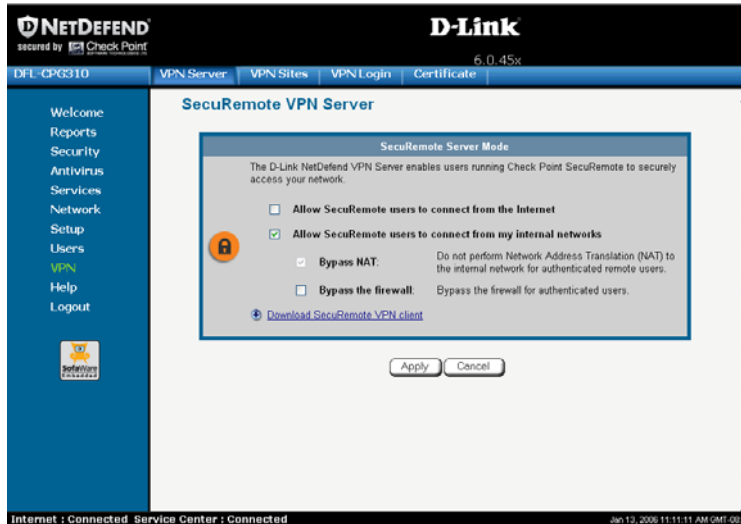 NETDEFEND
secured by Check Point
D-Link
6.0.45x
DFL-CPG310
VPN Server
VPN Sites
VPN Login
Certificate
Welcome
Reports
Security
Antivirus
Services
Network
Setup
Users
VPN
Help
Logout
SofaWare
Embedded
SecuRemote VPN Server
SecuRemote Server Mode
The D-Link NetDefend VPN Server enables users running Check Point SecuRemote to securely
access your network.
Allow SecuRemote users to connect from the Internet
Allow SecuRemote users to connect from my internal networks
Bypass NAT:
Do not perform Network Address Translation (NAT) to
the internal network for authenticated remote users.
Bypass the firewall:
Bypass the firewall for authenticated users.
Download SecuRemote VPN client
Apply
Cancel
Internet : Connected Service Center : Connected
Jan 13, 2006 11:11:11 AM